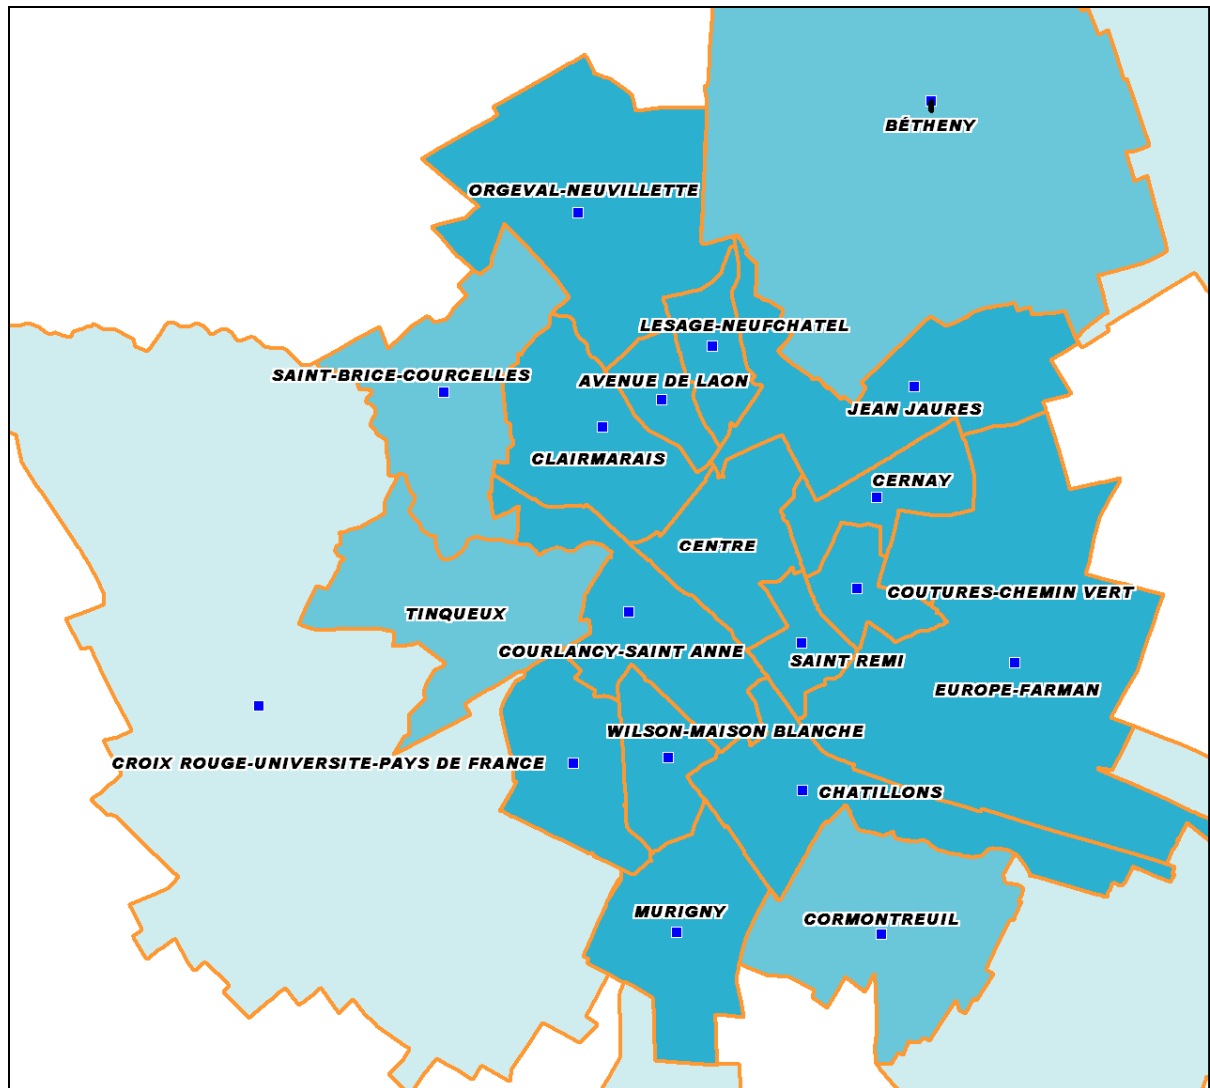 BÉTHENY
ORGEVAL-NEUVILLETTE
LESAGE-NEUFCHATEL
SAINT-BRICE-COURCELLES
AVENUE DE LAON
JEAN JAURES
CLAIRMARAIS
CERNAY
CENTRE
COUTURES-CHEMIN VERT
TINQUEUX
COURLANCY-SAINT ANNE
SAINT REMI
EUROPE-FARMAN
WILSON-MAISON BLANCHE
CROIX ROUGE-UNIVERSITE-PAYS DE FRANCE
CHATILLONS
MURIGNY
CORMONTREUIL